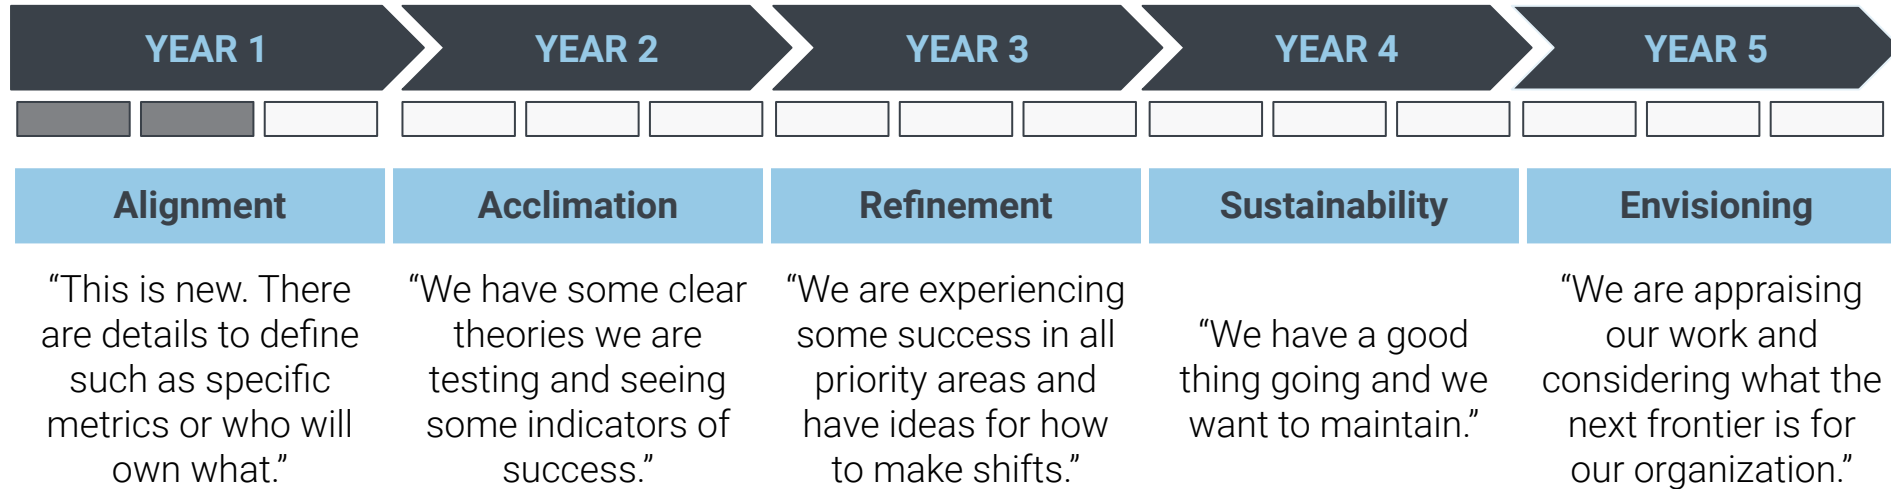 YEAR 1
YEAR 2
YEAR 3
YEAR 4
YEAR 5
Alignment
Acclimation
Refinement
Sustainability
Envisioning
“This is new. There
are details to define
such as specific
metrics or who will
own what.”
“We have some clear
theories we are
testing and seeing
some indicators of
success.”
“We are experiencing
some success in all
priority areas and
have ideas for how
to make shifts.”
“We have a good
thing going and we
want to maintain.”
“We are appraising
our work and
considering what the
next frontier is for
our organization.”